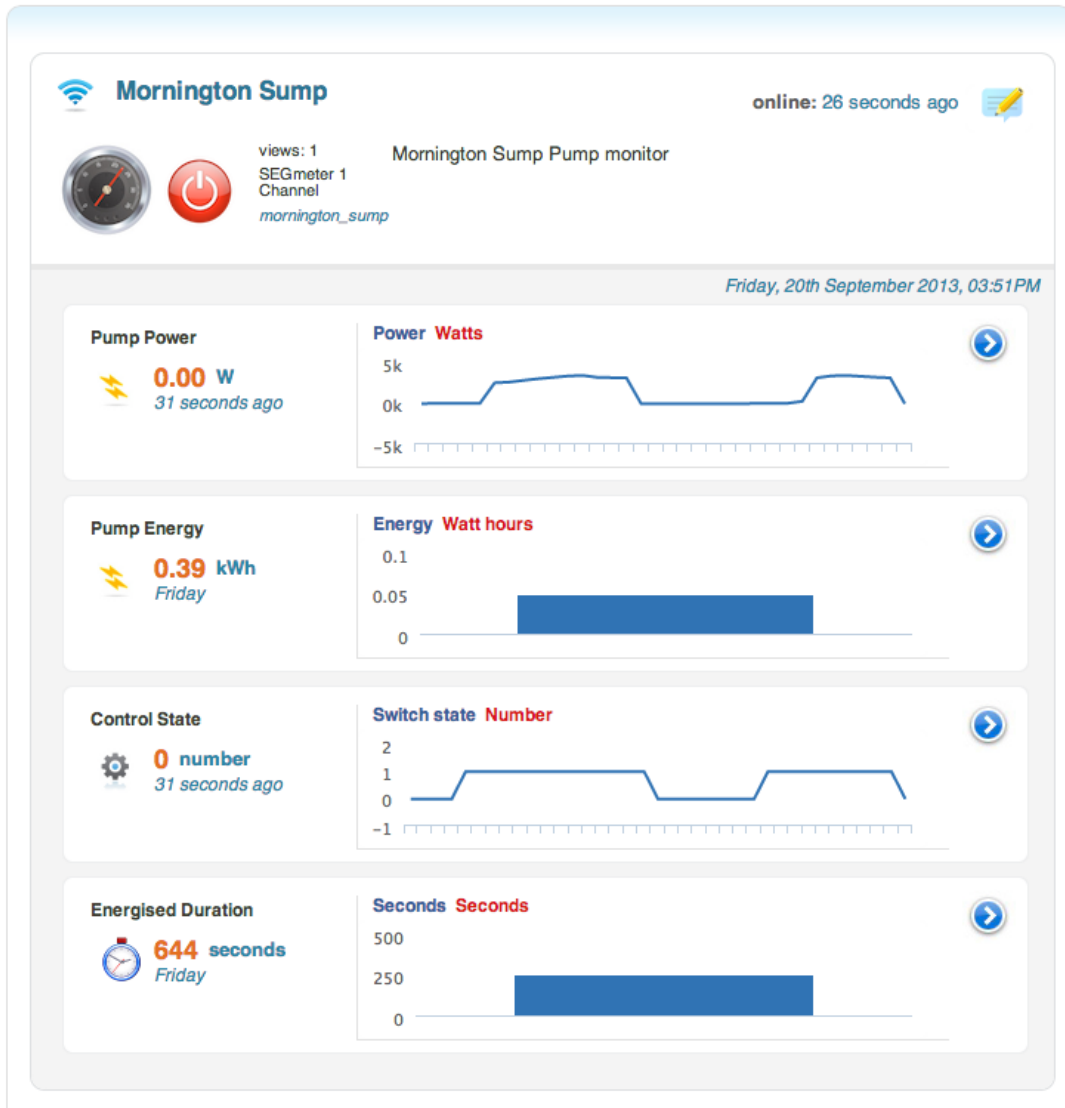 Mornington Sump
online: 26 seconds ago
views: 1
Mornington Sump Pump monitor
SEGmeter 1
Channel
mornington_sump
Friday, 20th September 2013, 03:51PM
Pump Power
0.00 W
31 seconds ago
Power Watts
5k
0k
−5k
Pump Energy
0.39 kWh
Friday
Energy Watt hours
0.1
0.05
0
Control State
0 number
31 seconds ago
Switch state Number
2
1
0
−1
Energised Duration
644 seconds
Friday
Seconds Seconds
500
250
0